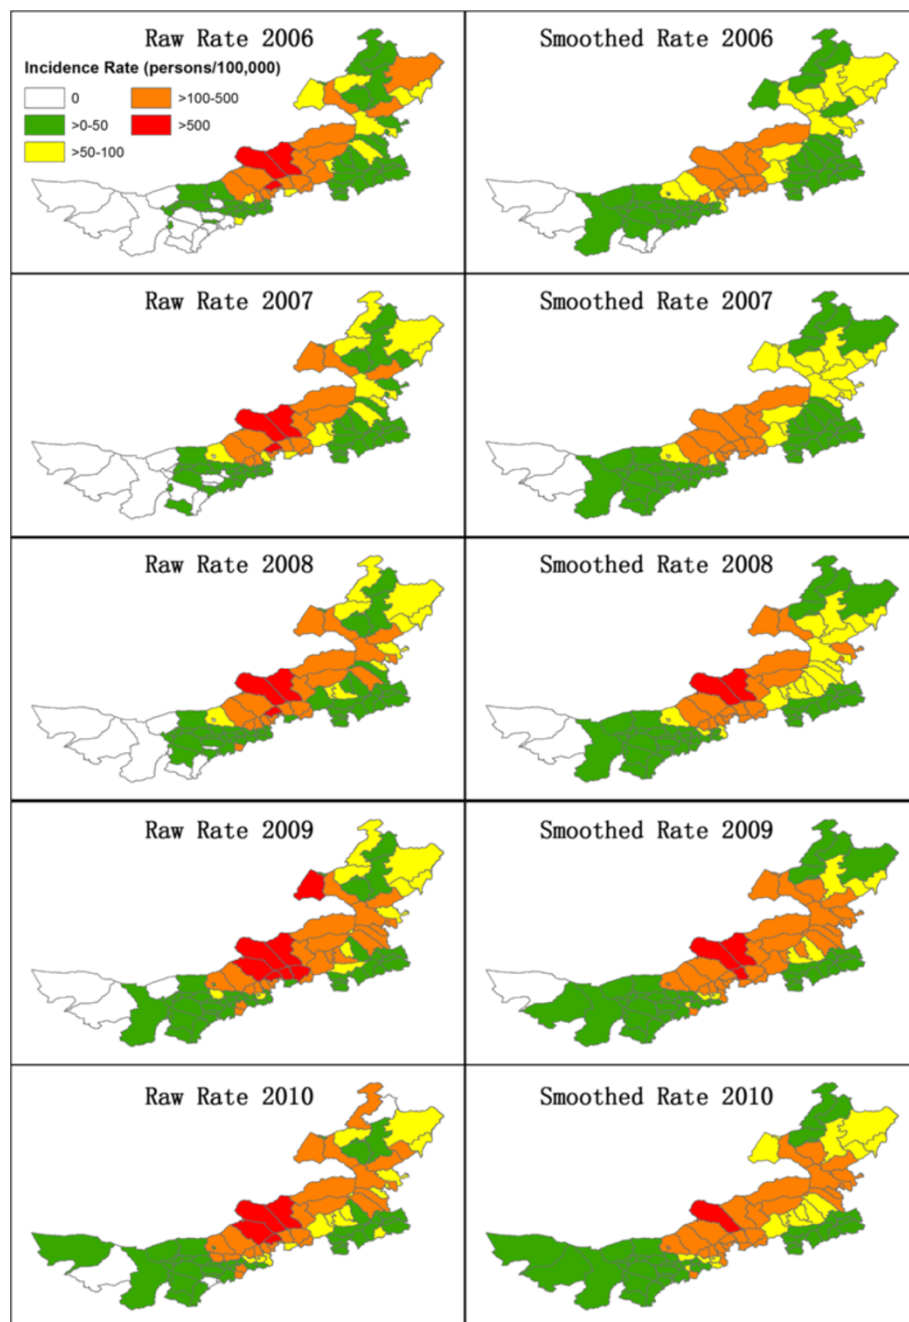 Raw Rate 2006
Smoothed Rate 2006
Incidence Rate (persons/100,000)
0
>100-500
>0-50
>500
>50-100
Raw Rate 2007
Smoothed Rate 2007
Raw Rate 2008
Smoothed Rate 2008
Raw Rate 2009
Smoothed Rate 2009
Raw Rate 2010
Smoothed Rate 2010